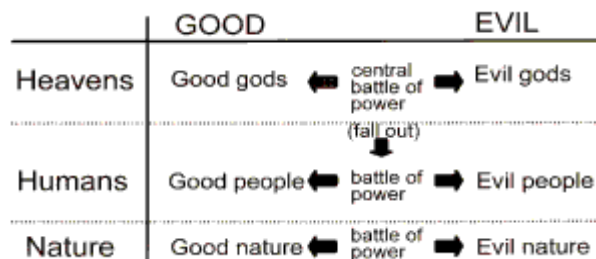 GOOD EVIL
Heavens Good gods central battle of power Evil gods
(fall out)
Humans Good people battle of power Evil people
Nature Good nature battle of power Evil nature